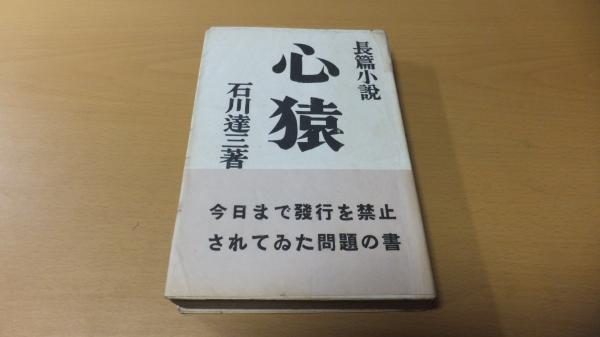 長篇小説
心猿
石川達三著
今日まで發行を禁止
されてゐた問題の書